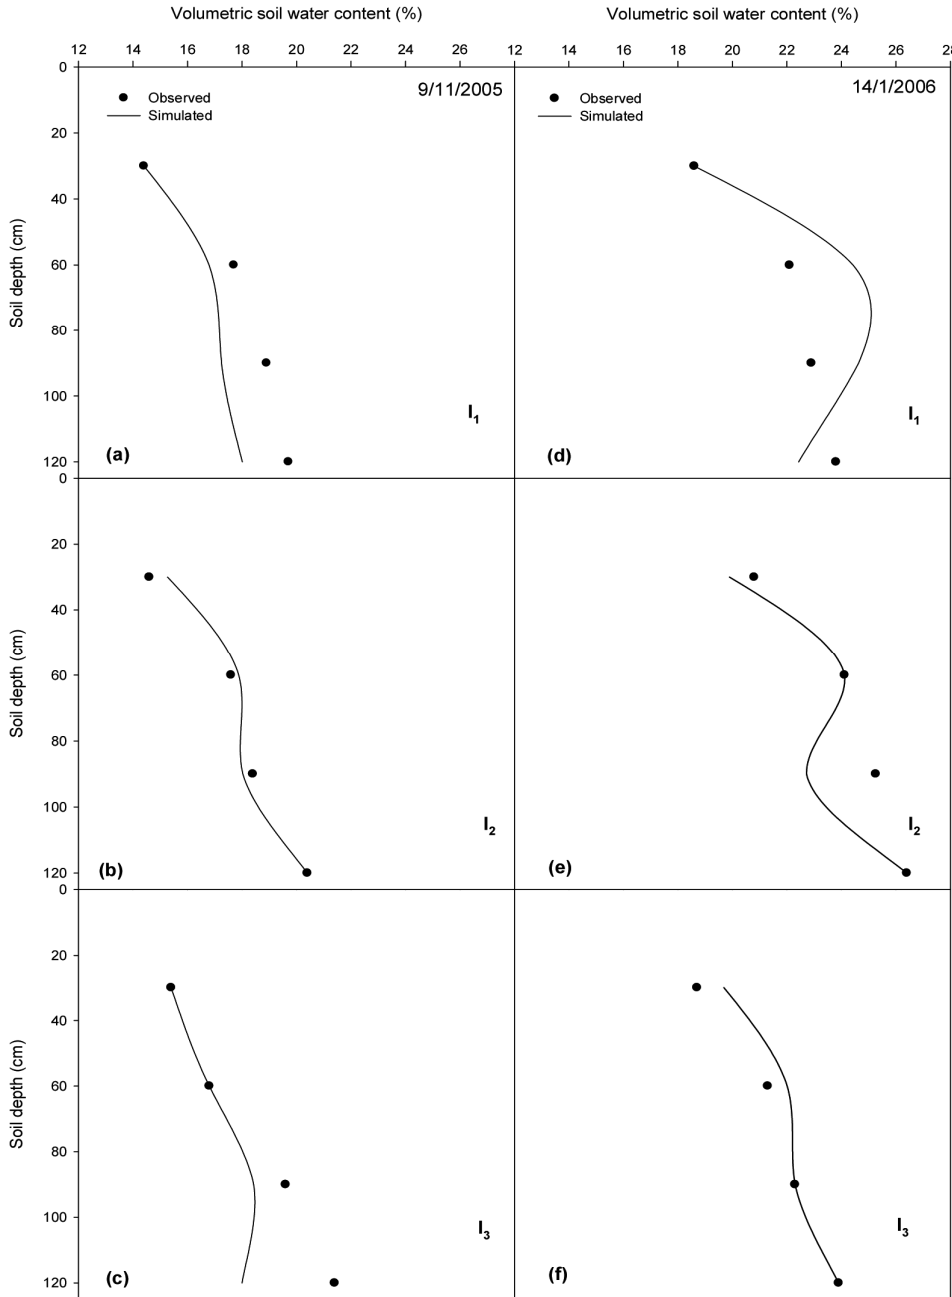 Volumetric soil water content (%) Volumetric soil water content (%)
12 14 16 18 20 22 24 26 12 18 20 22 24 26 28
0
9/11/2005 14/1/2006
Observed Observed
Simulated Simulated
20
40
Soil depth (cm)
60
80
100
I1 I1
(a) (d)
120
0
20
40
Soil depth (cm)
60
80
100
I2 I2
(b) (e)
120
0
20
40
Soil depth (cm)
60
80
100
I3 I3
(c) (f)
120